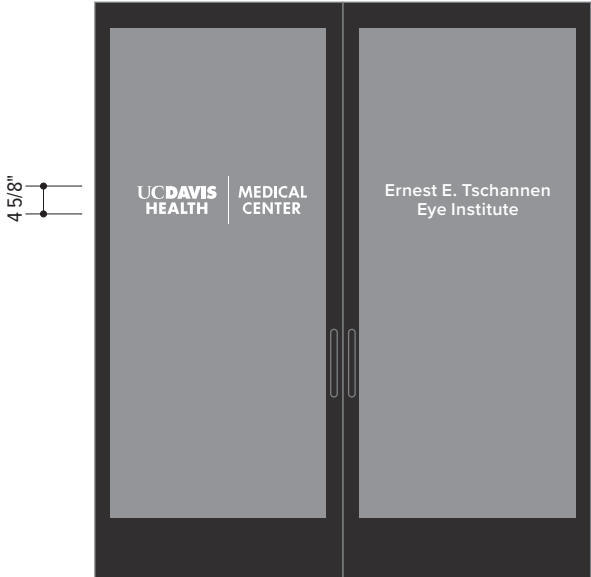 4 5/8"
UCDAVIS
HEALTH
MEDICAL
CENTER
Ernest E. Tschannen
Eye Institute